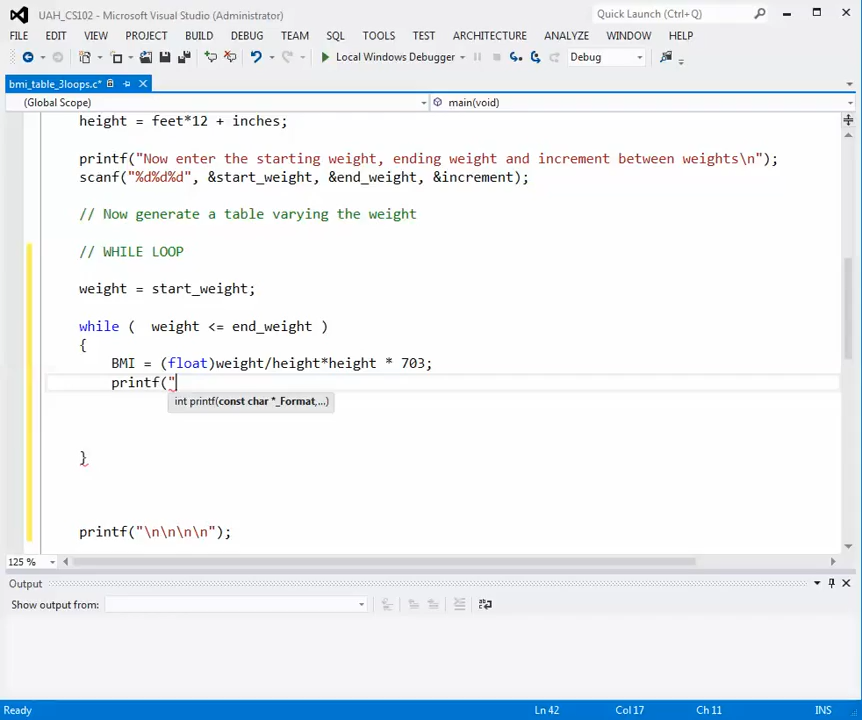 UAH_CS102 - Microsoft Visual Studio (Administrator)
Quick Launch (Ctrl+Q)
FILE EDIT VIEW PROJECT BUILD DEBUG TEAM SQL TOOLS TEST ARCHITECTURE ANALYZE WINDOW HELP
Local Windows Debugger Debug
bmi_table_3loops.c*
(Global Scope) main(void)
height = feet*12 + inches;
printf("Now enter the starting weight, ending weight and increment between weights\n");
scanf("%d%d%d", &start_weight, &end_weight, &increment);
// Now generate a table varying the weight
// WHILE LOOP
weight = start_weight;
while (  weight <= end_weight )
{
BMI = (float)weight/height*height * 703;
printf("
int printf(const char *_Format,...)
}
printf("\n\n\n\n");
125 %
Output
Show output from:
Ready Ln 42 Col 17 Ch 11 INS